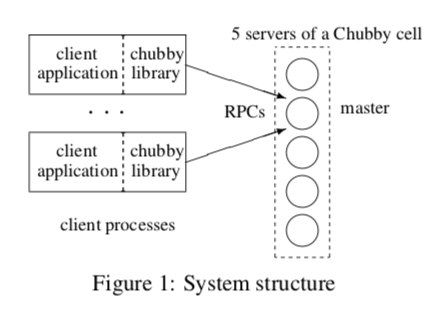 5 servers of a Chubby cell
client
application
chubby
library
. . .
RPCs
master
client
application
chubby
library
client processes
Figure 1: System structure